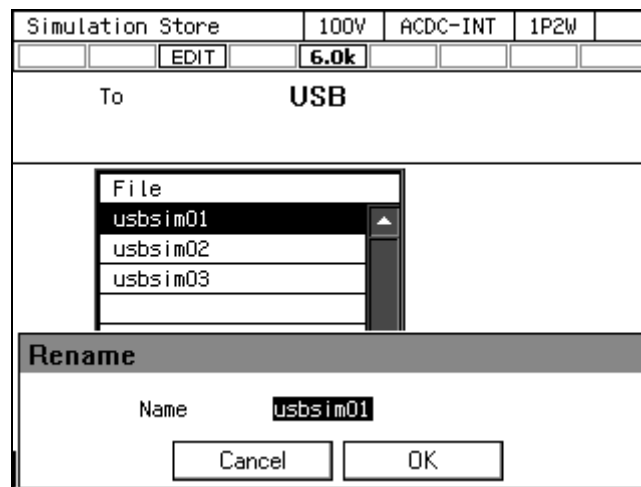 Simulation Store 100V ACDC-INT 1P2W
EDIT 6.0k
To USB
File
usbsim01
usbsim02
usbsim03
Rename
Name usbsim01
Cancel OK